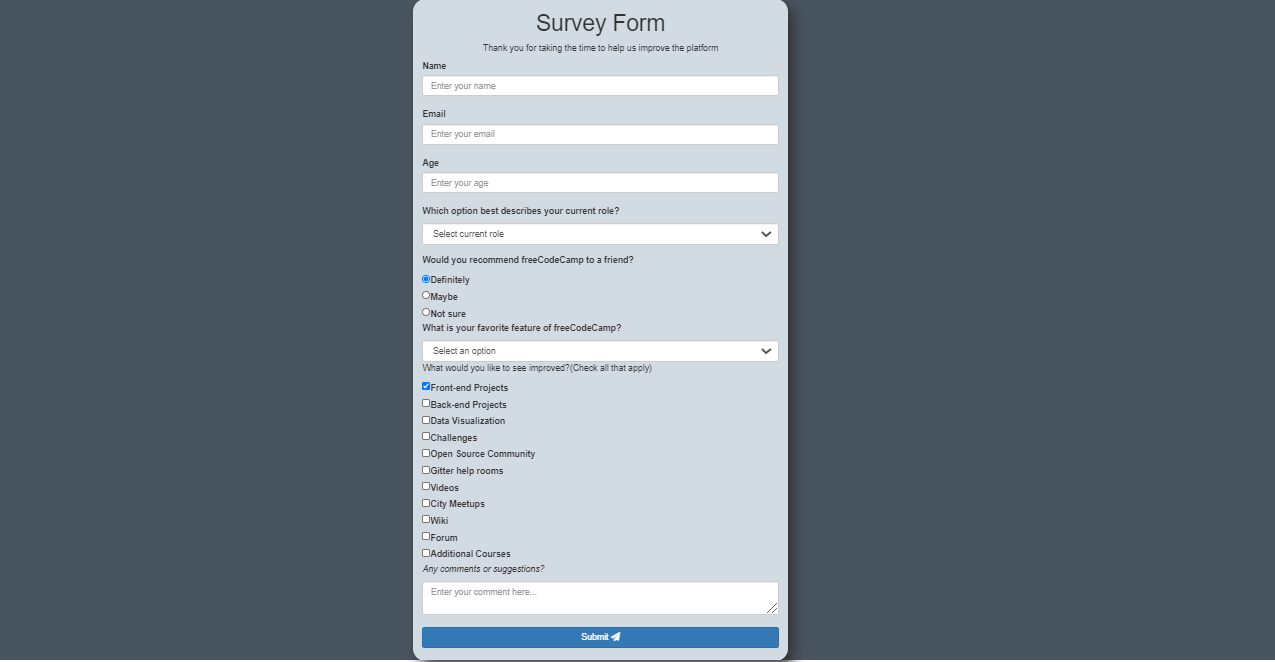 Survey Form
Thank you for taking the time to help us improve the platform
Name
Enter your name
Email
Enter your email
Age
Enter your age
Which option best describes your current role?
Select current role
Would you recommend freeCodeCamp to a friend?
Definitely
Maybe
Not sure
What is your favorite feature of freeCodeCamp?
Select an option
What would you like to see improved?(Check all that apply)
Front-end Projects
Back-end Projects
Data Visualization
Challenges
Open Source Community
Gitter help rooms
Videos
City Meetups
Wiki
Forum
Additional Courses
Any comments or suggestions?
Enter your comment here...
Submit